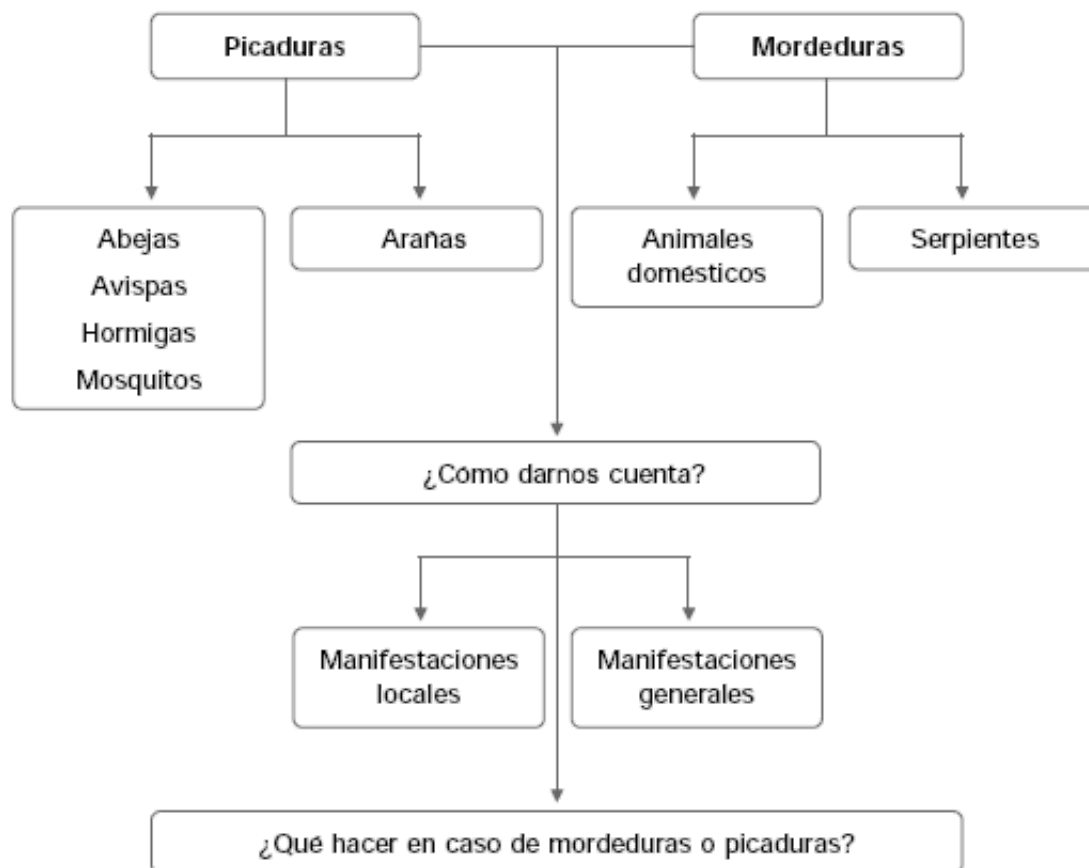 Picaduras
Mordeduras
Abejas
Avispas
Hormigas
Mosquitos
Arañas
Animales
domésticos
Serpientes
¿Cómo darnos cuenta?
Manifestaciones
locales
Manifestaciones
generales
¿Qué hacer en caso de mordeduras o picaduras?